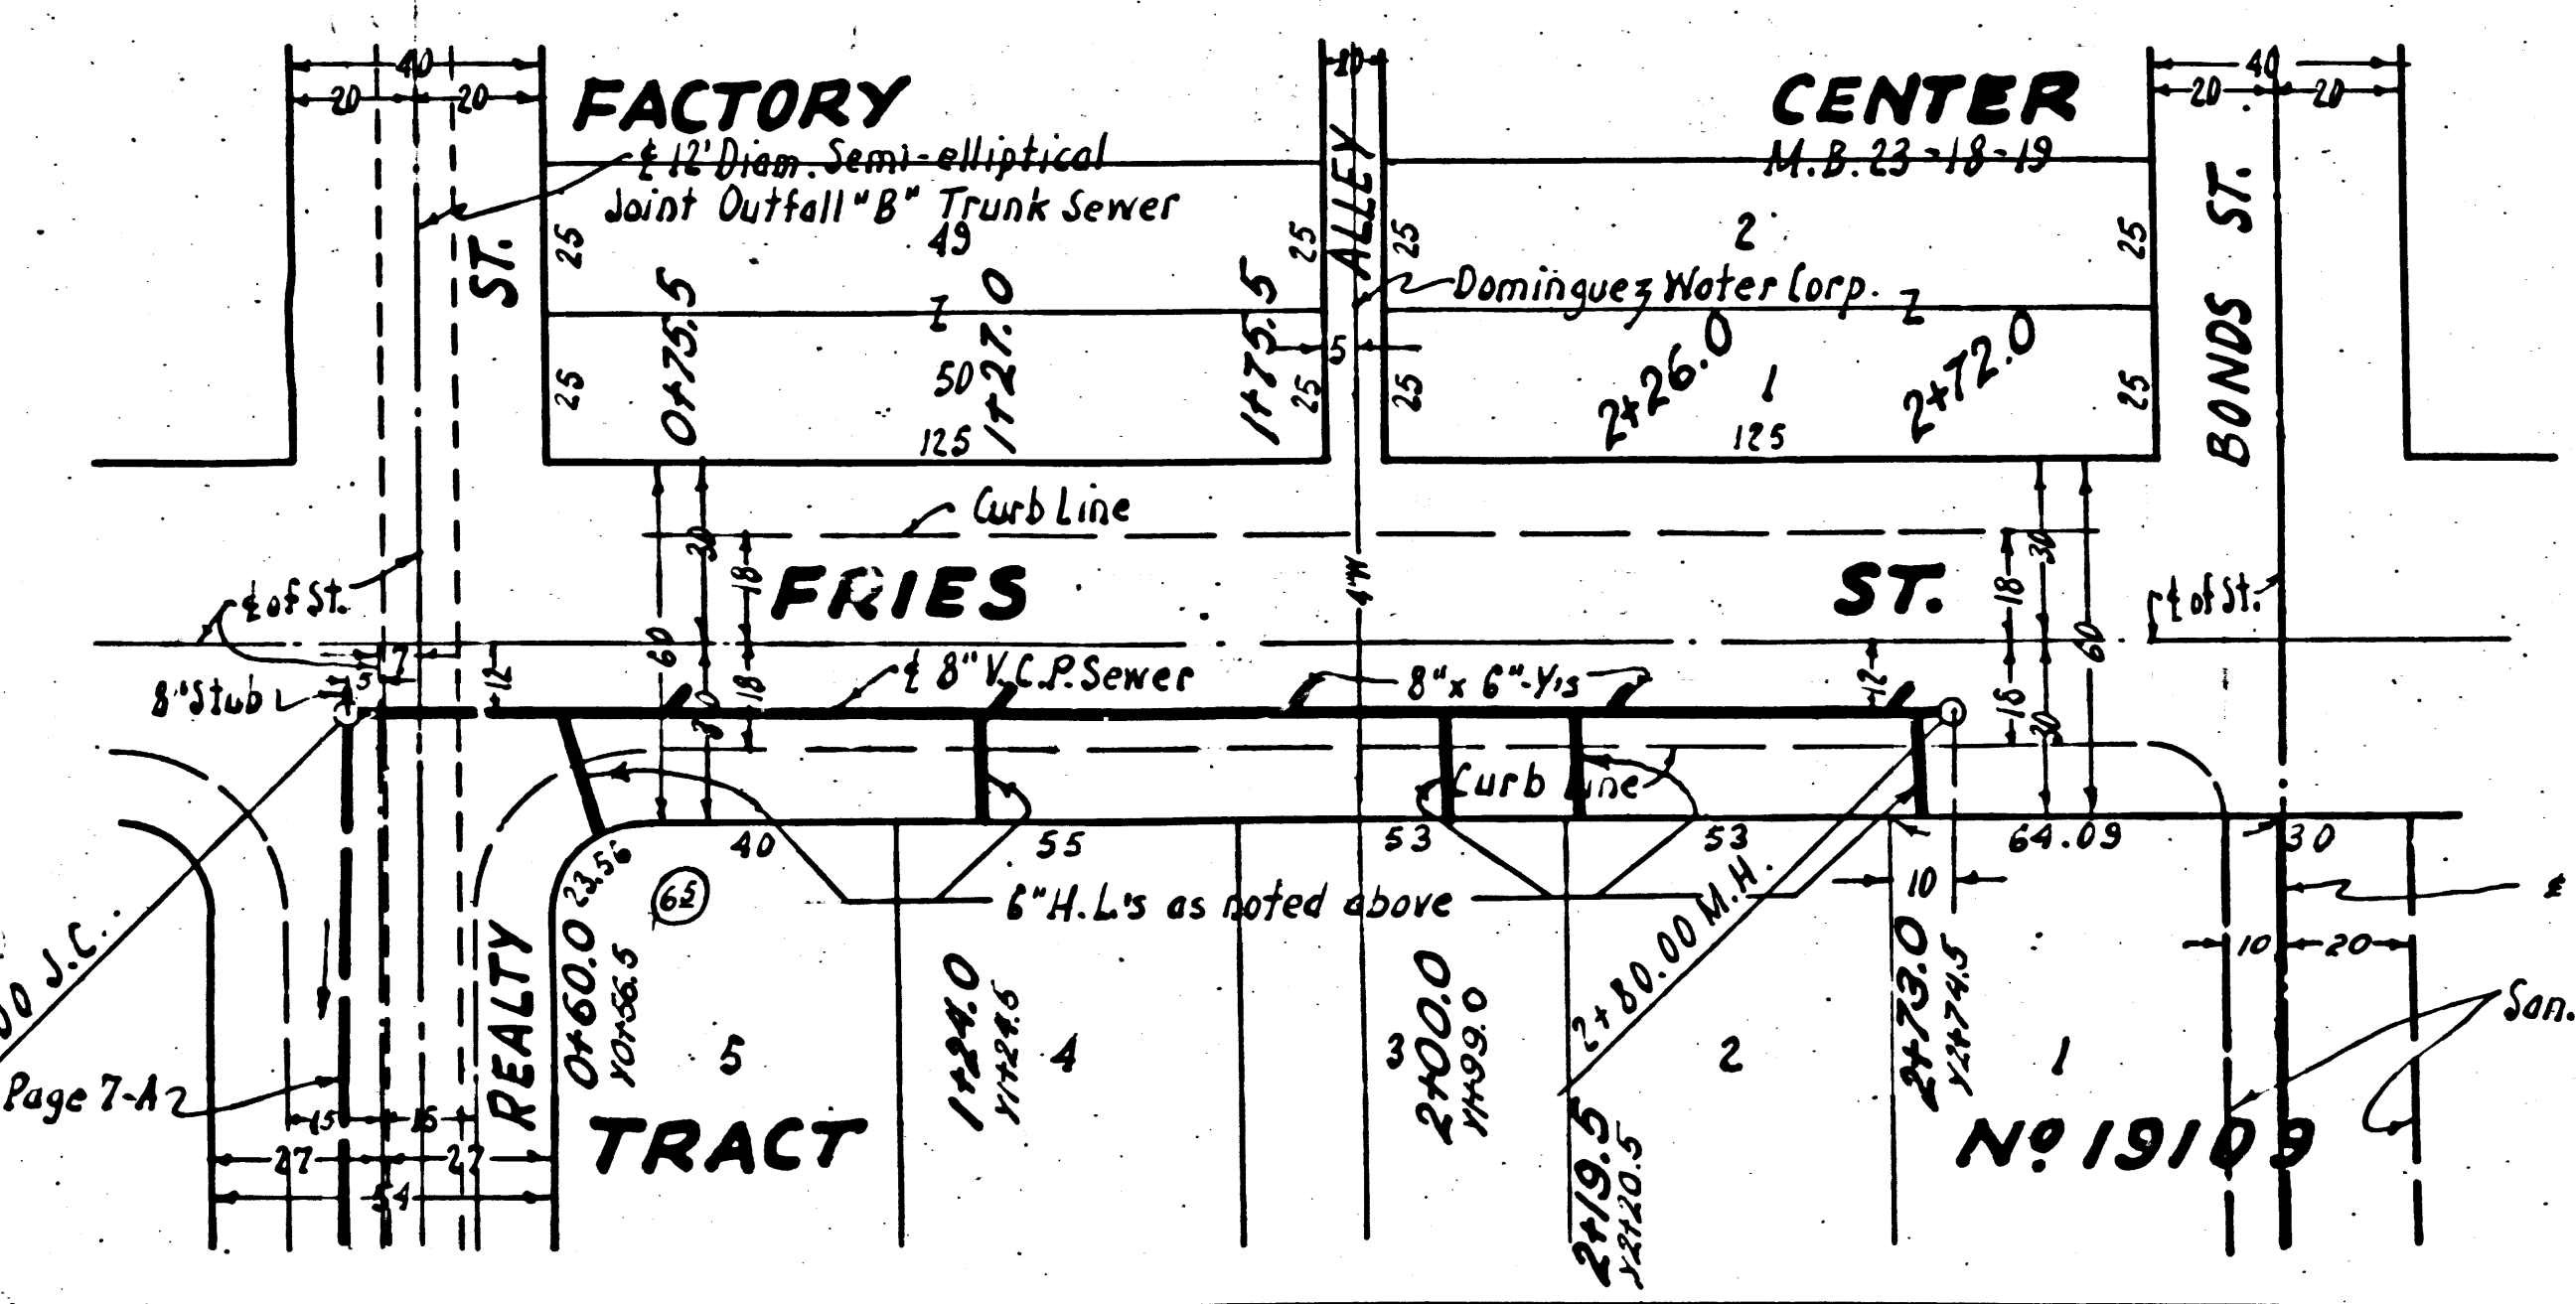 40
20 20
FACTORY
℄ 12' Diam. Semi-elliptical
Joint Outfall "B" Trunk Sewer
10
CENTER
M.B. 23-18-19
40
20 20
ST.
25
49
25
ALLEY
25
2
25
BONDS ST.
Dominguez Water Corp.
0+75.5
1+27.0
1+75.5
5
2+26.0
2+72.0
25
50
25
25
1
25
125
125
Curb Line
30
18
FRIES
4"W
ST.
18
30
℄ of St.
℄ of St.
60
60
7
5
12
8" Stub
℄ 8" V.C.P. Sewer
8" x 6"-Y's
12
18
30
18
30
Curb Line
23.56
40
55
53
53
64.09
30
65
6" H.L.'s as noted above
10
℄
00 J.C.
2+80.00 M.H.
10
20
San.
REALTY
0+60.0
Y0+56.5
5
1+24.0
Y1+24.5
4
3
2+00.0
Y1+99.0
2
2+73.0
Y2+74.5
1
Page 7-A
15
15
27
27
54
TRACT
2+19.5
Y2+20.5
Nº 19109